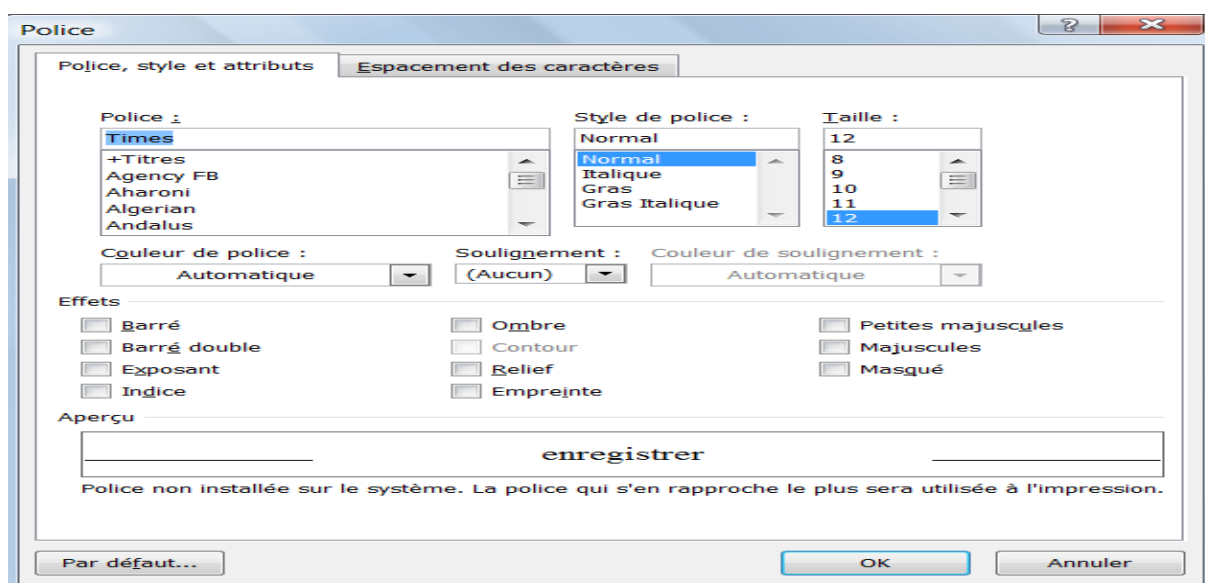 Police
Police, style et attributs Espacement des caractères
Police : Style de police : Taille :
Times Normal 12
+Titres Normal 8
Agency FB Italique 9
Aharoni Gras 10
Algerian Gras Italique 11
Andalus 12
Couleur de police : Soulignement : Couleur de soulignement :
Automatique (Aucun) Automatique
Effets
Barré Ombre Petites majuscules
Barré double Contour Majuscules
Exposant Relief Masqué
Indice Empreinte
Aperçu
enregistrer
Police non installée sur le système. La police qui s'en rapproche le plus sera utilisée à l'impression.
Par défaut... OK Annuler